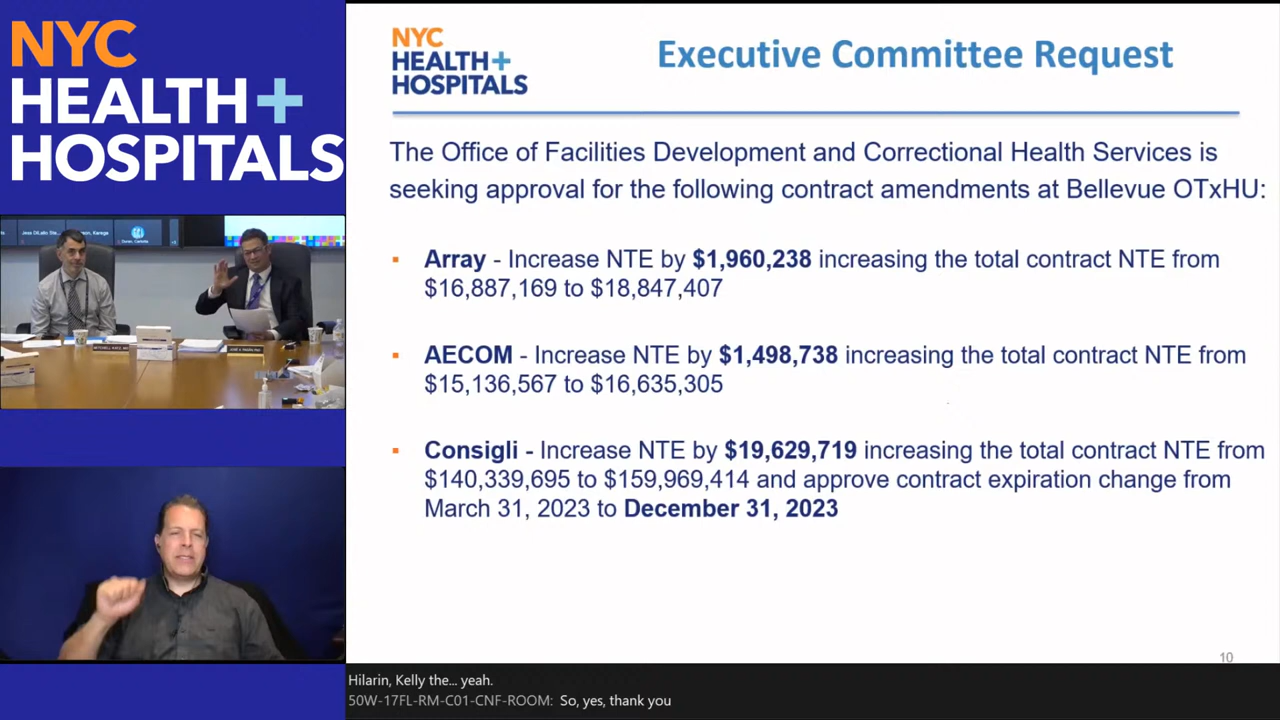 NYC
HEALTH+
HOSPITALS
NYC
HEALTH+
HOSPITALS
Executive Committee Request
The Office of Facilities Development and Correctional Health Services is
seeking approval for the following contract amendments at Bellevue OTxHU:
▪ Array - Increase NTE by $1,960,238 increasing the total contract NTE from
$16,887,169 to $18,847,407
▪ AECOM - Increase NTE by $1,498,738 increasing the total contract NTE from
$15,136,567 to $16,635,305
▪ Consigli - Increase NTE by $19,629,719 increasing the total contract NTE from
$140,339,695 to $159,969,414 and approve contract expiration change from
March 31, 2023 to December 31, 2023
10
Hilarin, Kelly the... yeah.
50W-17FL-RM-C01-CNF-ROOM: So, yes, thank you